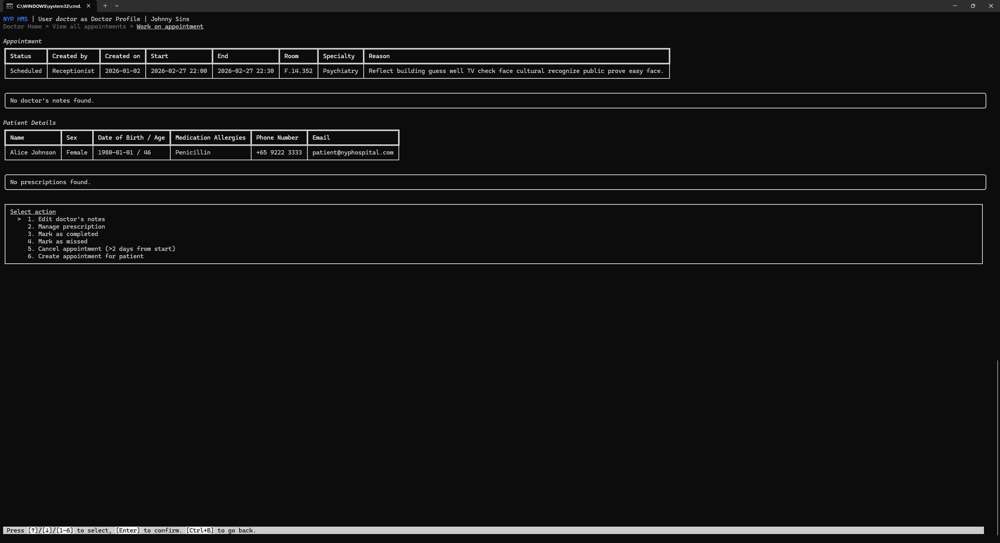 C:\WINDOWS\system32\cmd.
NYP HMS | User doctor as Doctor Profile | Johnny Sins
Doctor Home > View all appointments > Work on appointment
Appointment
Status Created by Created on Start End Room Specialty Reason
Scheduled Receptionist 2026-01-02 2026-02-27 22:00 2026-02-27 22:30 F.14.352 Psychiatry Reflect building guess well TV check face cultural recognize public prove easy face.
No doctor's notes found.
Patient Details
Name Sex Date of Birth / Age Medication Allergies Phone Number Email
Alice Johnson Female 1980-01-01 / 46 Penicillin +65 9222 3333 patient@nyphospital.com
No prescriptions found.
Select action
> 1. Edit doctor's notes
2. Manage prescription
3. Mark as completed
4. Mark as missed
5. Cancel appointment (>2 days from start)
6. Create appointment for patient
Press [↑]/[↓]/[1-6] to select, [Enter] to confirm. [Ctrl+B] to go back.